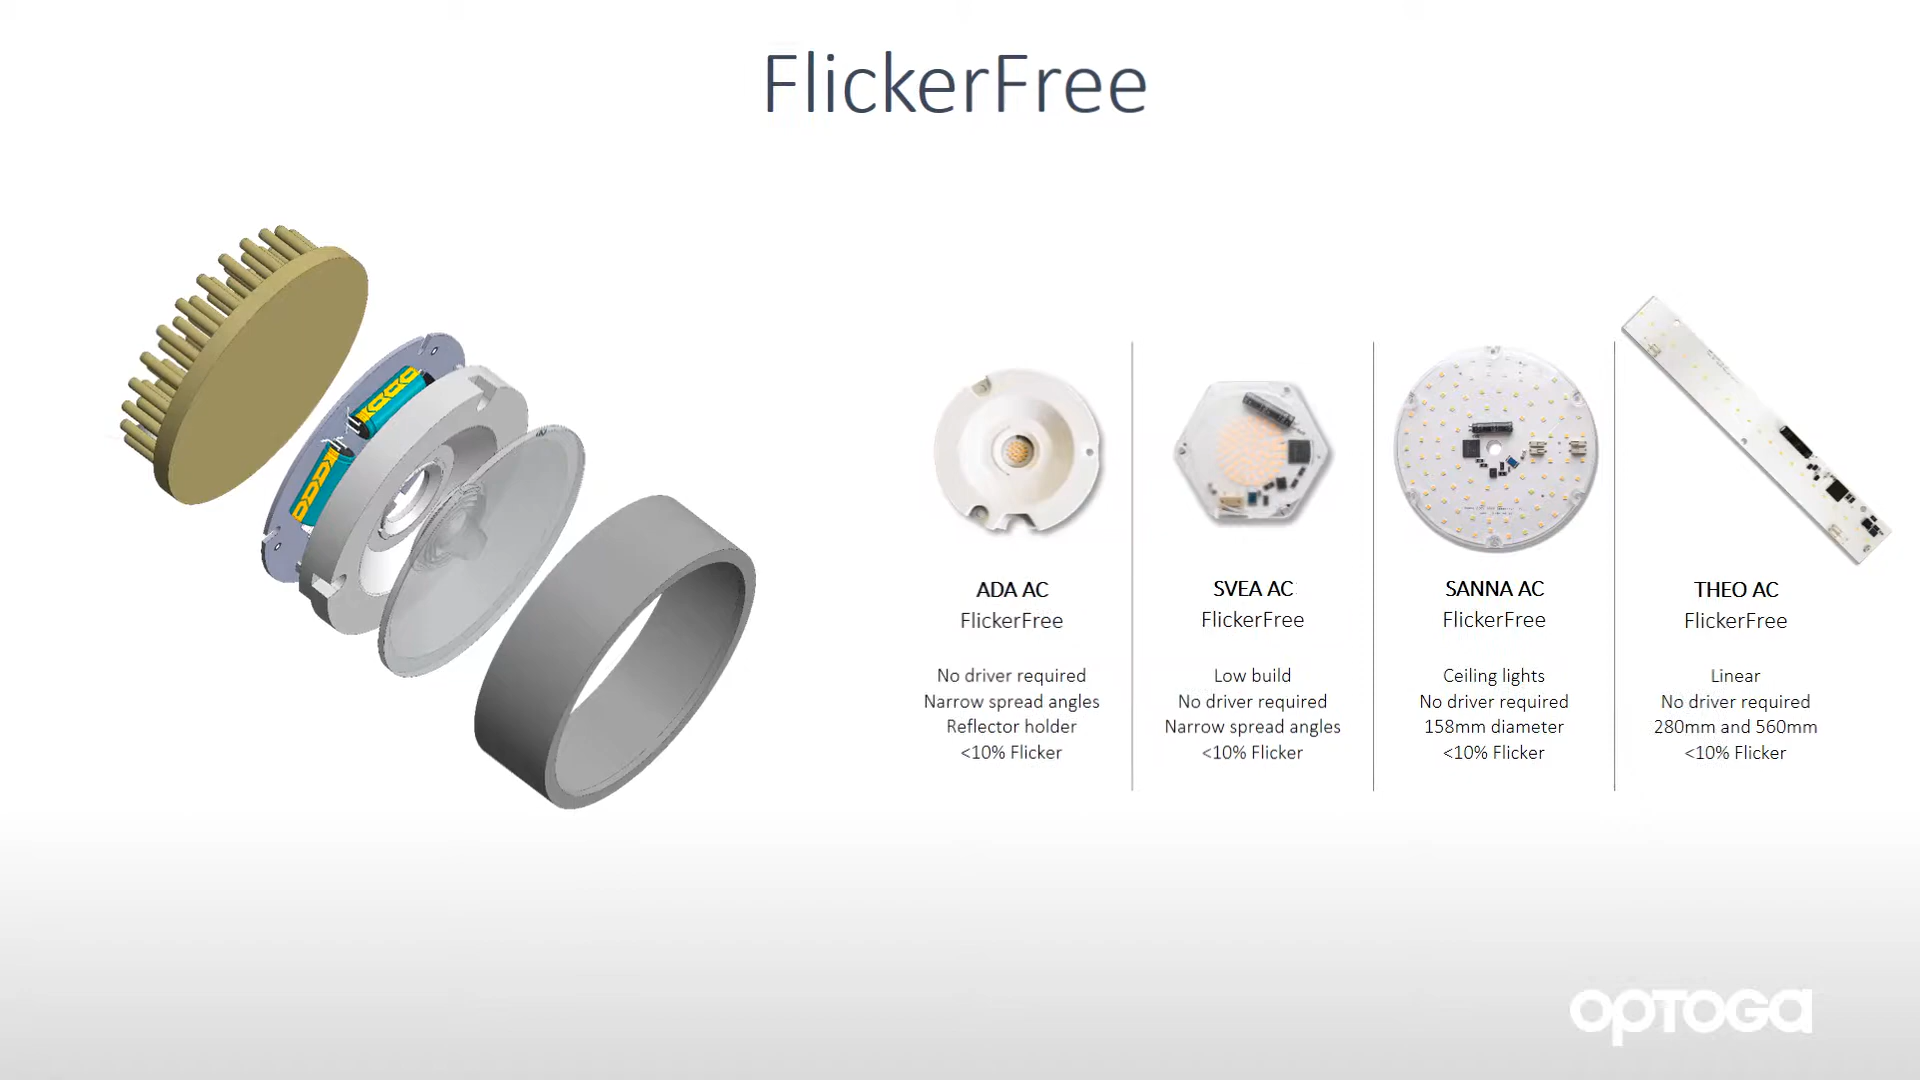 FlickerFree
ADA AC
FlickerFree
No driver required
Narrow spread angles
Reflector holder
<10% Flicker
SVEA AC
FlickerFree
Low build
No driver required
Narrow spread angles
<10% Flicker
SANNA AC
FlickerFree
Ceiling lights
No driver required
158mm diameter
<10% Flicker
THEO AC
FlickerFree
Linear
No driver required
280mm and 560mm
<10% Flicker
opTOGa